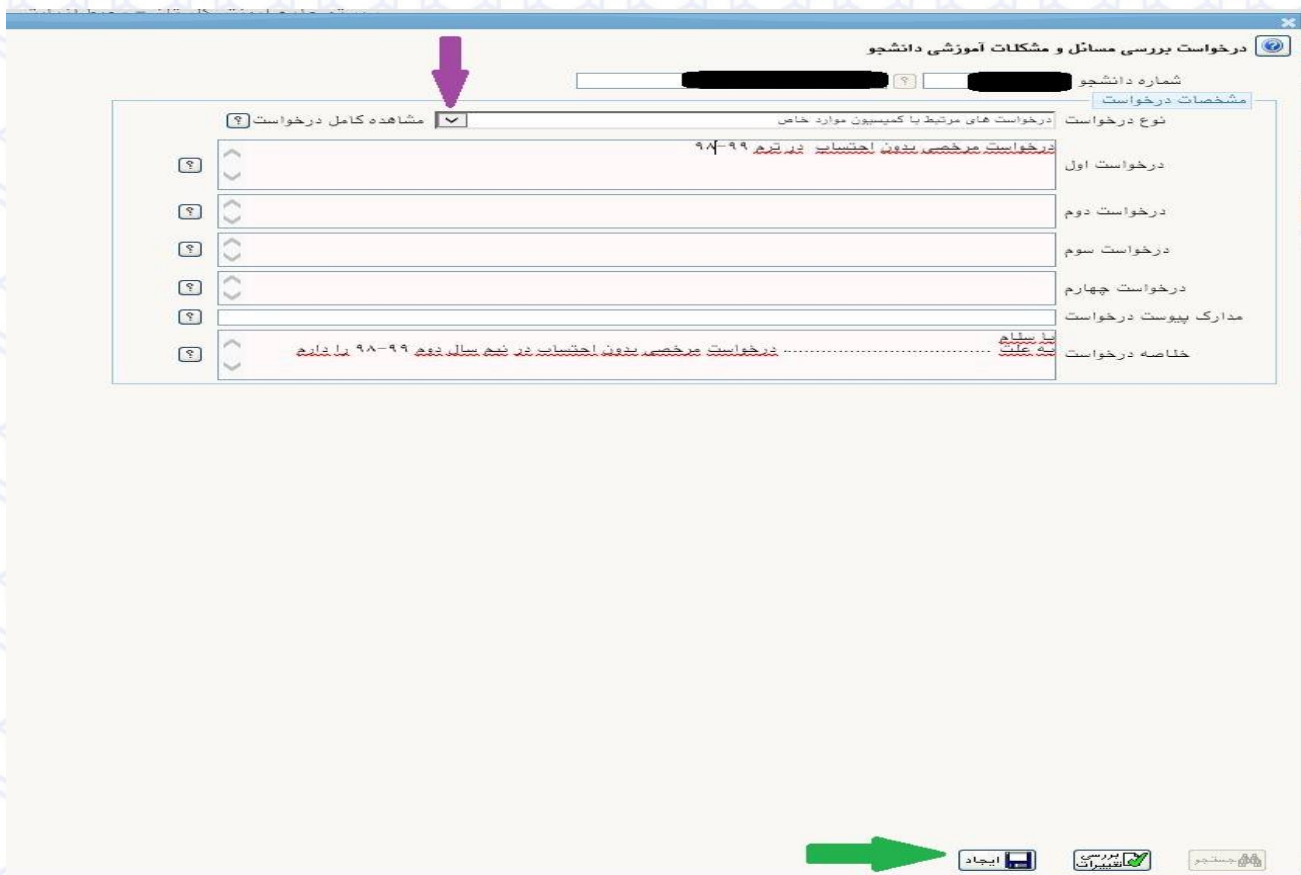 درخواست بررسی مسائل و مشکلات آموزشی دانشجو
شماره دانشجو
مشخصات درخواست
نوع درخواست درخواست های مرتبط با کمیسیون موارد خاص مشاهده کامل درخواست
درخواست اول درخواست مرخصی بدون احتساب در ترم ۹۹-۹۸
درخواست دوم
درخواست سوم
درخواست چهارم
مدارک پیوست درخواست
خلاصه درخواست با سلام
به علت ................................ درخواست مرخصی بدون احتساب در نیم سال دوم ۹۹-۹۸ را دارم
جستجو بررسی تغییرات ایجاد